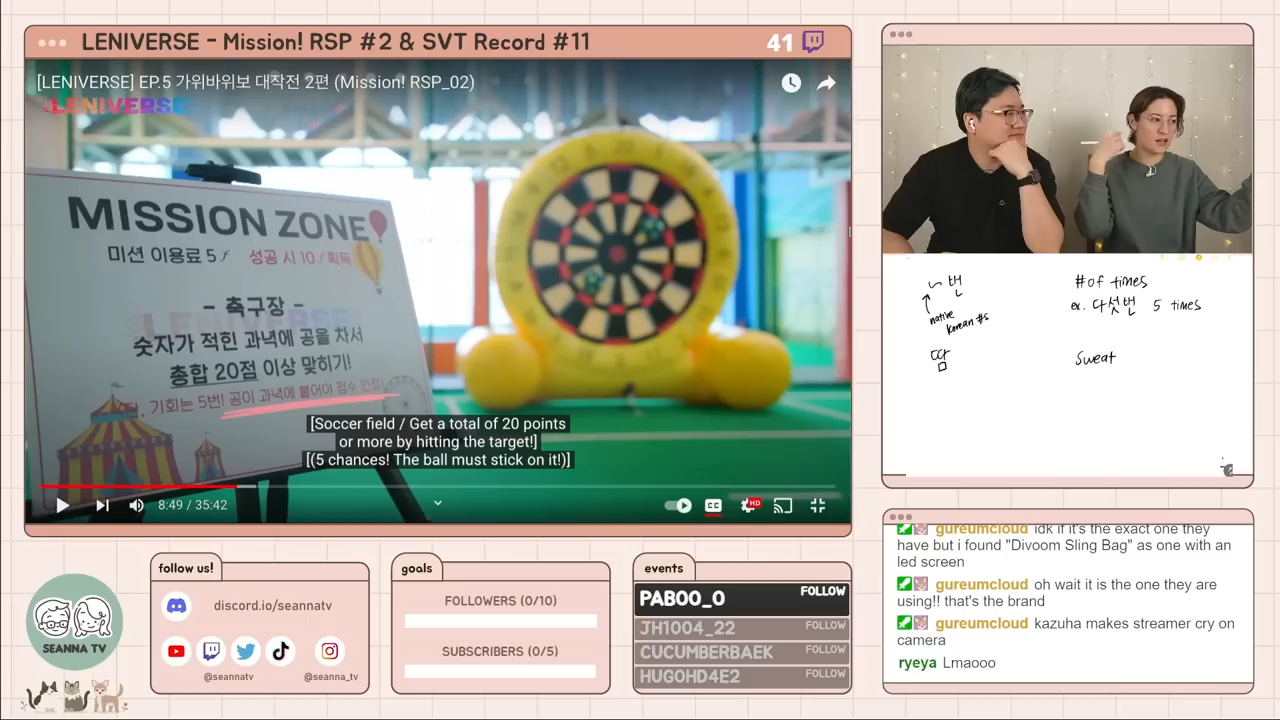 LENIVERSE - Mission! RSP #2 & SVT Record #11
41
[LENIVERSE] EP.5 가위바위보 대작전 2편 (Mission! RSP_02)
LENIVERSE
MISSION ZONE
미션 이용료 5ƒ 성공 시 10ƒ 획득
- 축구장 -
숫자가 적힌 과녁에 공을 차서
총합 20점 이상 맞히기!
기회는 5번! 공이 과녁에 붙어야 점수 인정!
[Soccer field / Get a total of 20 points
or more by hitting the target!]
[(5 chances! The ball must stick on it!)]
8:49 / 35:42
CC
HD
~번
# of times
native
korean #s
ex. 다섯번 5 times
땀
Sweat
gureumcloud idk if it's the exact one they
have but i found "Divoom Sling Bag" as one with an
led screen
gureumcloud oh wait it is the one they are
using!! that's the brand
gureumcloud kazuha makes streamer cry on
camera
ryeya Lmaooo
SEANNA TV
follow us!
discord.io/seannatv
@seannatv
@seanna_tv
goals
FOLLOWERS (0/10)
SUBSCRIBERS (0/5)
events
PABOO_0 FOLLOW
JH1004_22 FOLLOW
CUCUMBERBAEK FOLLOW
HUGOHD4E2 FOLLOW